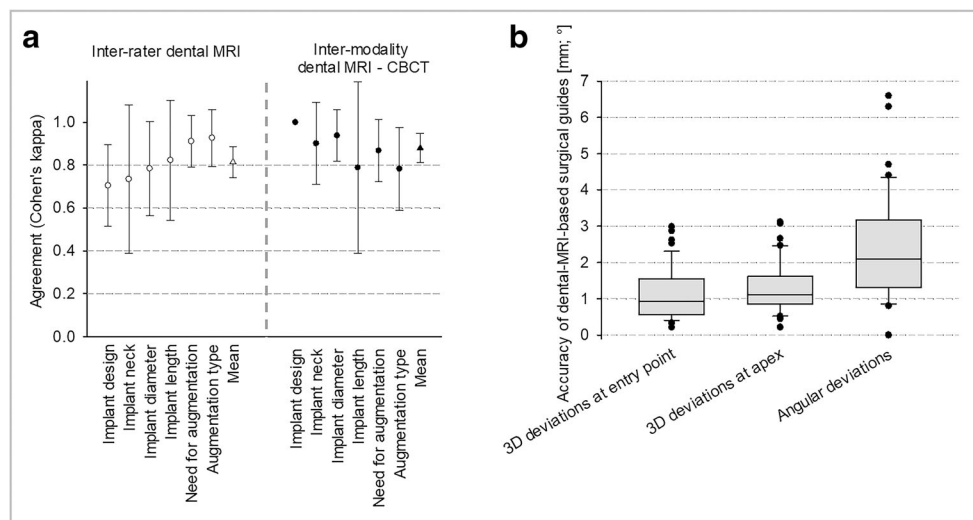 a
Inter-rater dental MRI
Inter-modality
dental MRI - CBCT
Agreement (Cohen's kappa)
1.0
0.8
0.6
0.4
0.2
0.0
Implant design
Implant neck
Implant diameter
Implant length
Need for augmentation
Augmentation type
Mean
Implant design
Implant neck
Implant diameter
Implant length
Need for augmentation
Augmentation type
Mean
b
Accuracy of dental-MRI-based surgical guides [mm; °]
7
6
5
4
3
2
1
0
3D deviations at entry point
3D deviations at apex
Angular deviations